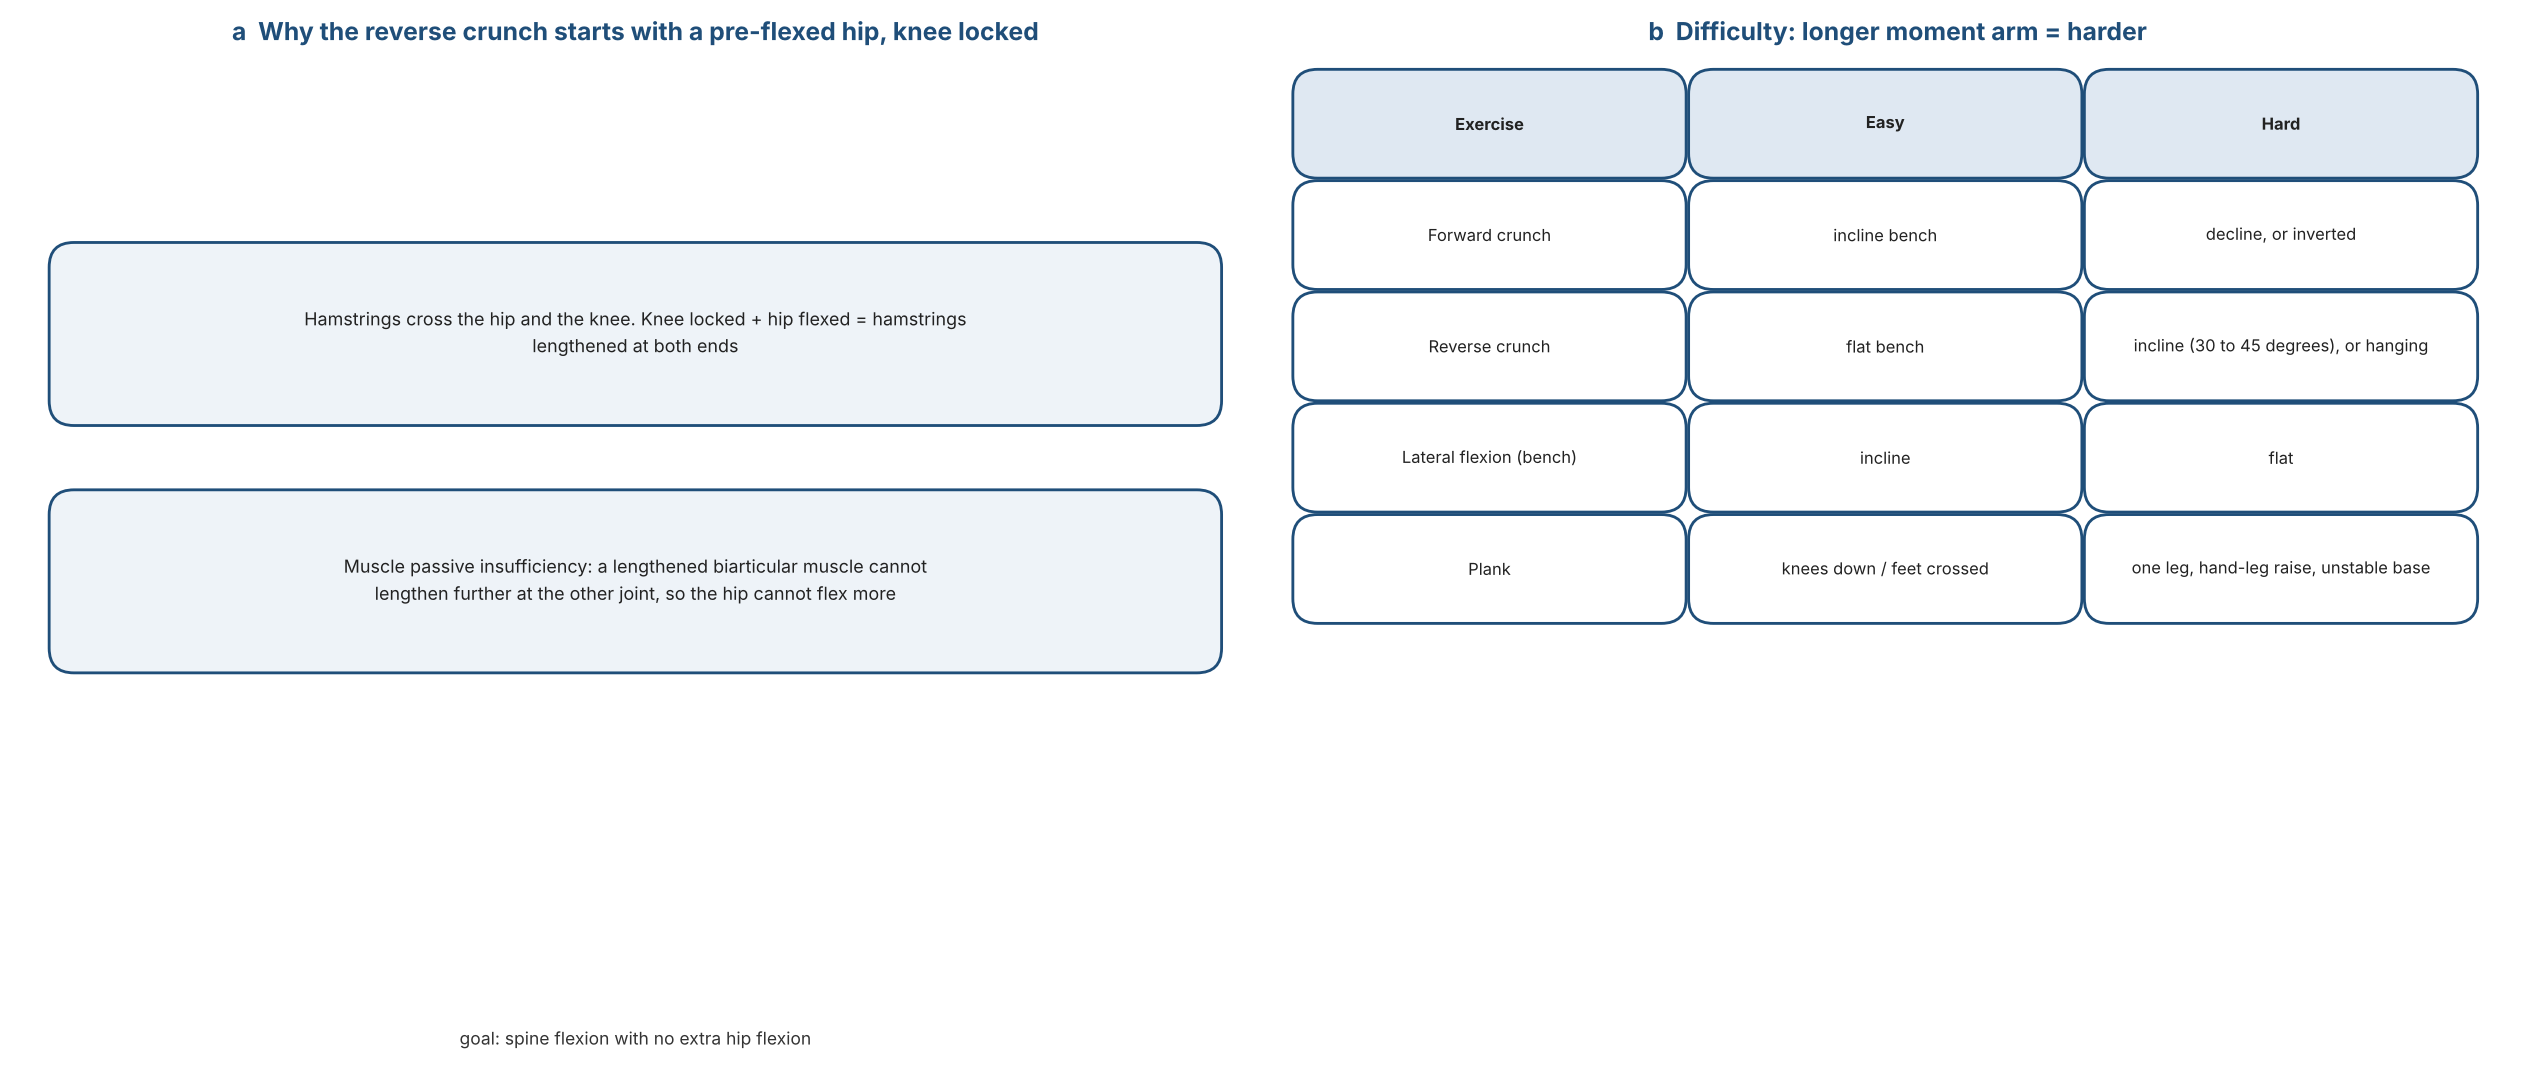 a Why the reverse crunch starts with a pre-flexed hip, knee locked
Hamstrings cross the hip and the knee. Knee locked + hip flexed = hamstrings
lengthened at both ends
Muscle passive insufficiency: a lengthened biarticular muscle cannot
lengthen further at the other joint, so the hip cannot flex more
goal: spine flexion with no extra hip flexion
b Difficulty: longer moment arm = harder
Exercise Easy Hard
Forward crunch incline bench decline, or inverted
Reverse crunch flat bench incline (30 to 45 degrees), or hanging
Lateral flexion (bench) incline flat
Plank knees down / feet crossed one leg, hand-leg raise, unstable base